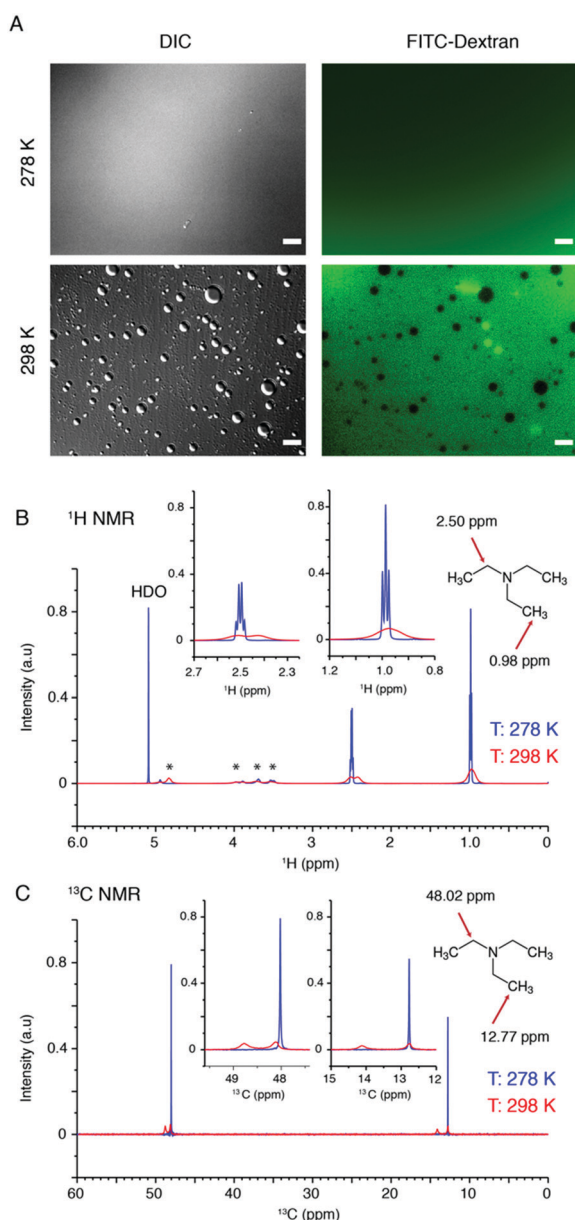 A
DIC FITC-Dextran
278 K
298 K
B ¹H NMR
HDO
Intensity (a.u)
0.8
0.4
0
6.0 5 4 3 2 1.0 0
¹H (ppm)
* * * *
0.8
0.4
0
2.7 2.5 2.3
¹H (ppm)
0.8
0.4
0
1.2 1.0 0.8
¹H (ppm)
2.50 ppm
H₃C N CH₃
CH₃
0.98 ppm
T: 278 K
T: 298 K
C ¹³C NMR
Intensity (a.u)
0.8
0.4
0
60 50 40 30 20 10 0
¹³C (ppm)
0.8
0.4
0
49 48
¹³C (ppm)
0.8
0.4
0
15 14 13 12
¹³C (ppm)
48.02 ppm
H₃C N CH₃
CH₃
12.77 ppm
T: 278 K
T: 298 K